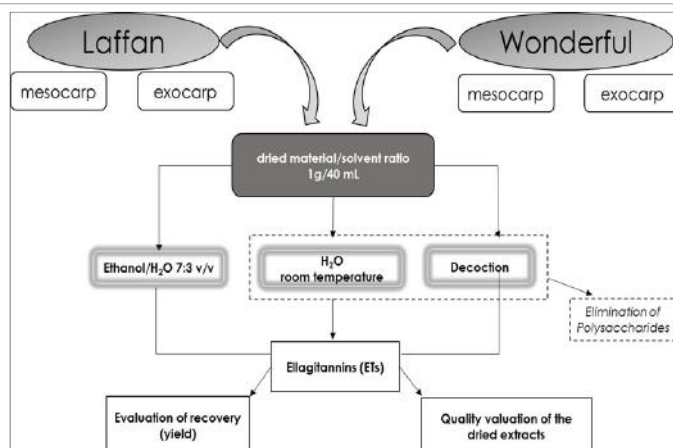 Laffan
Wonderful
mesocarp
exocarp
mesocarp
exocarp
dried material/solvent ratio
1g/40 mL
Ethanol/H₂O 7:3 v/v
H₂O
room temperature
Decoction
Elimination of
Polysaccharides
Ellagitannins (ETs)
Evaluation of recovery
(yield)
Quality valuation of the
dried extracts